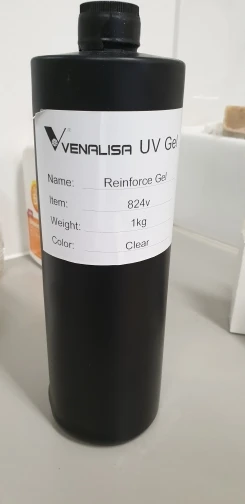 VENALISA UV Gel
Name: Reinforce Gel
Item: 824v
Weight: 1kg
Color: Clear